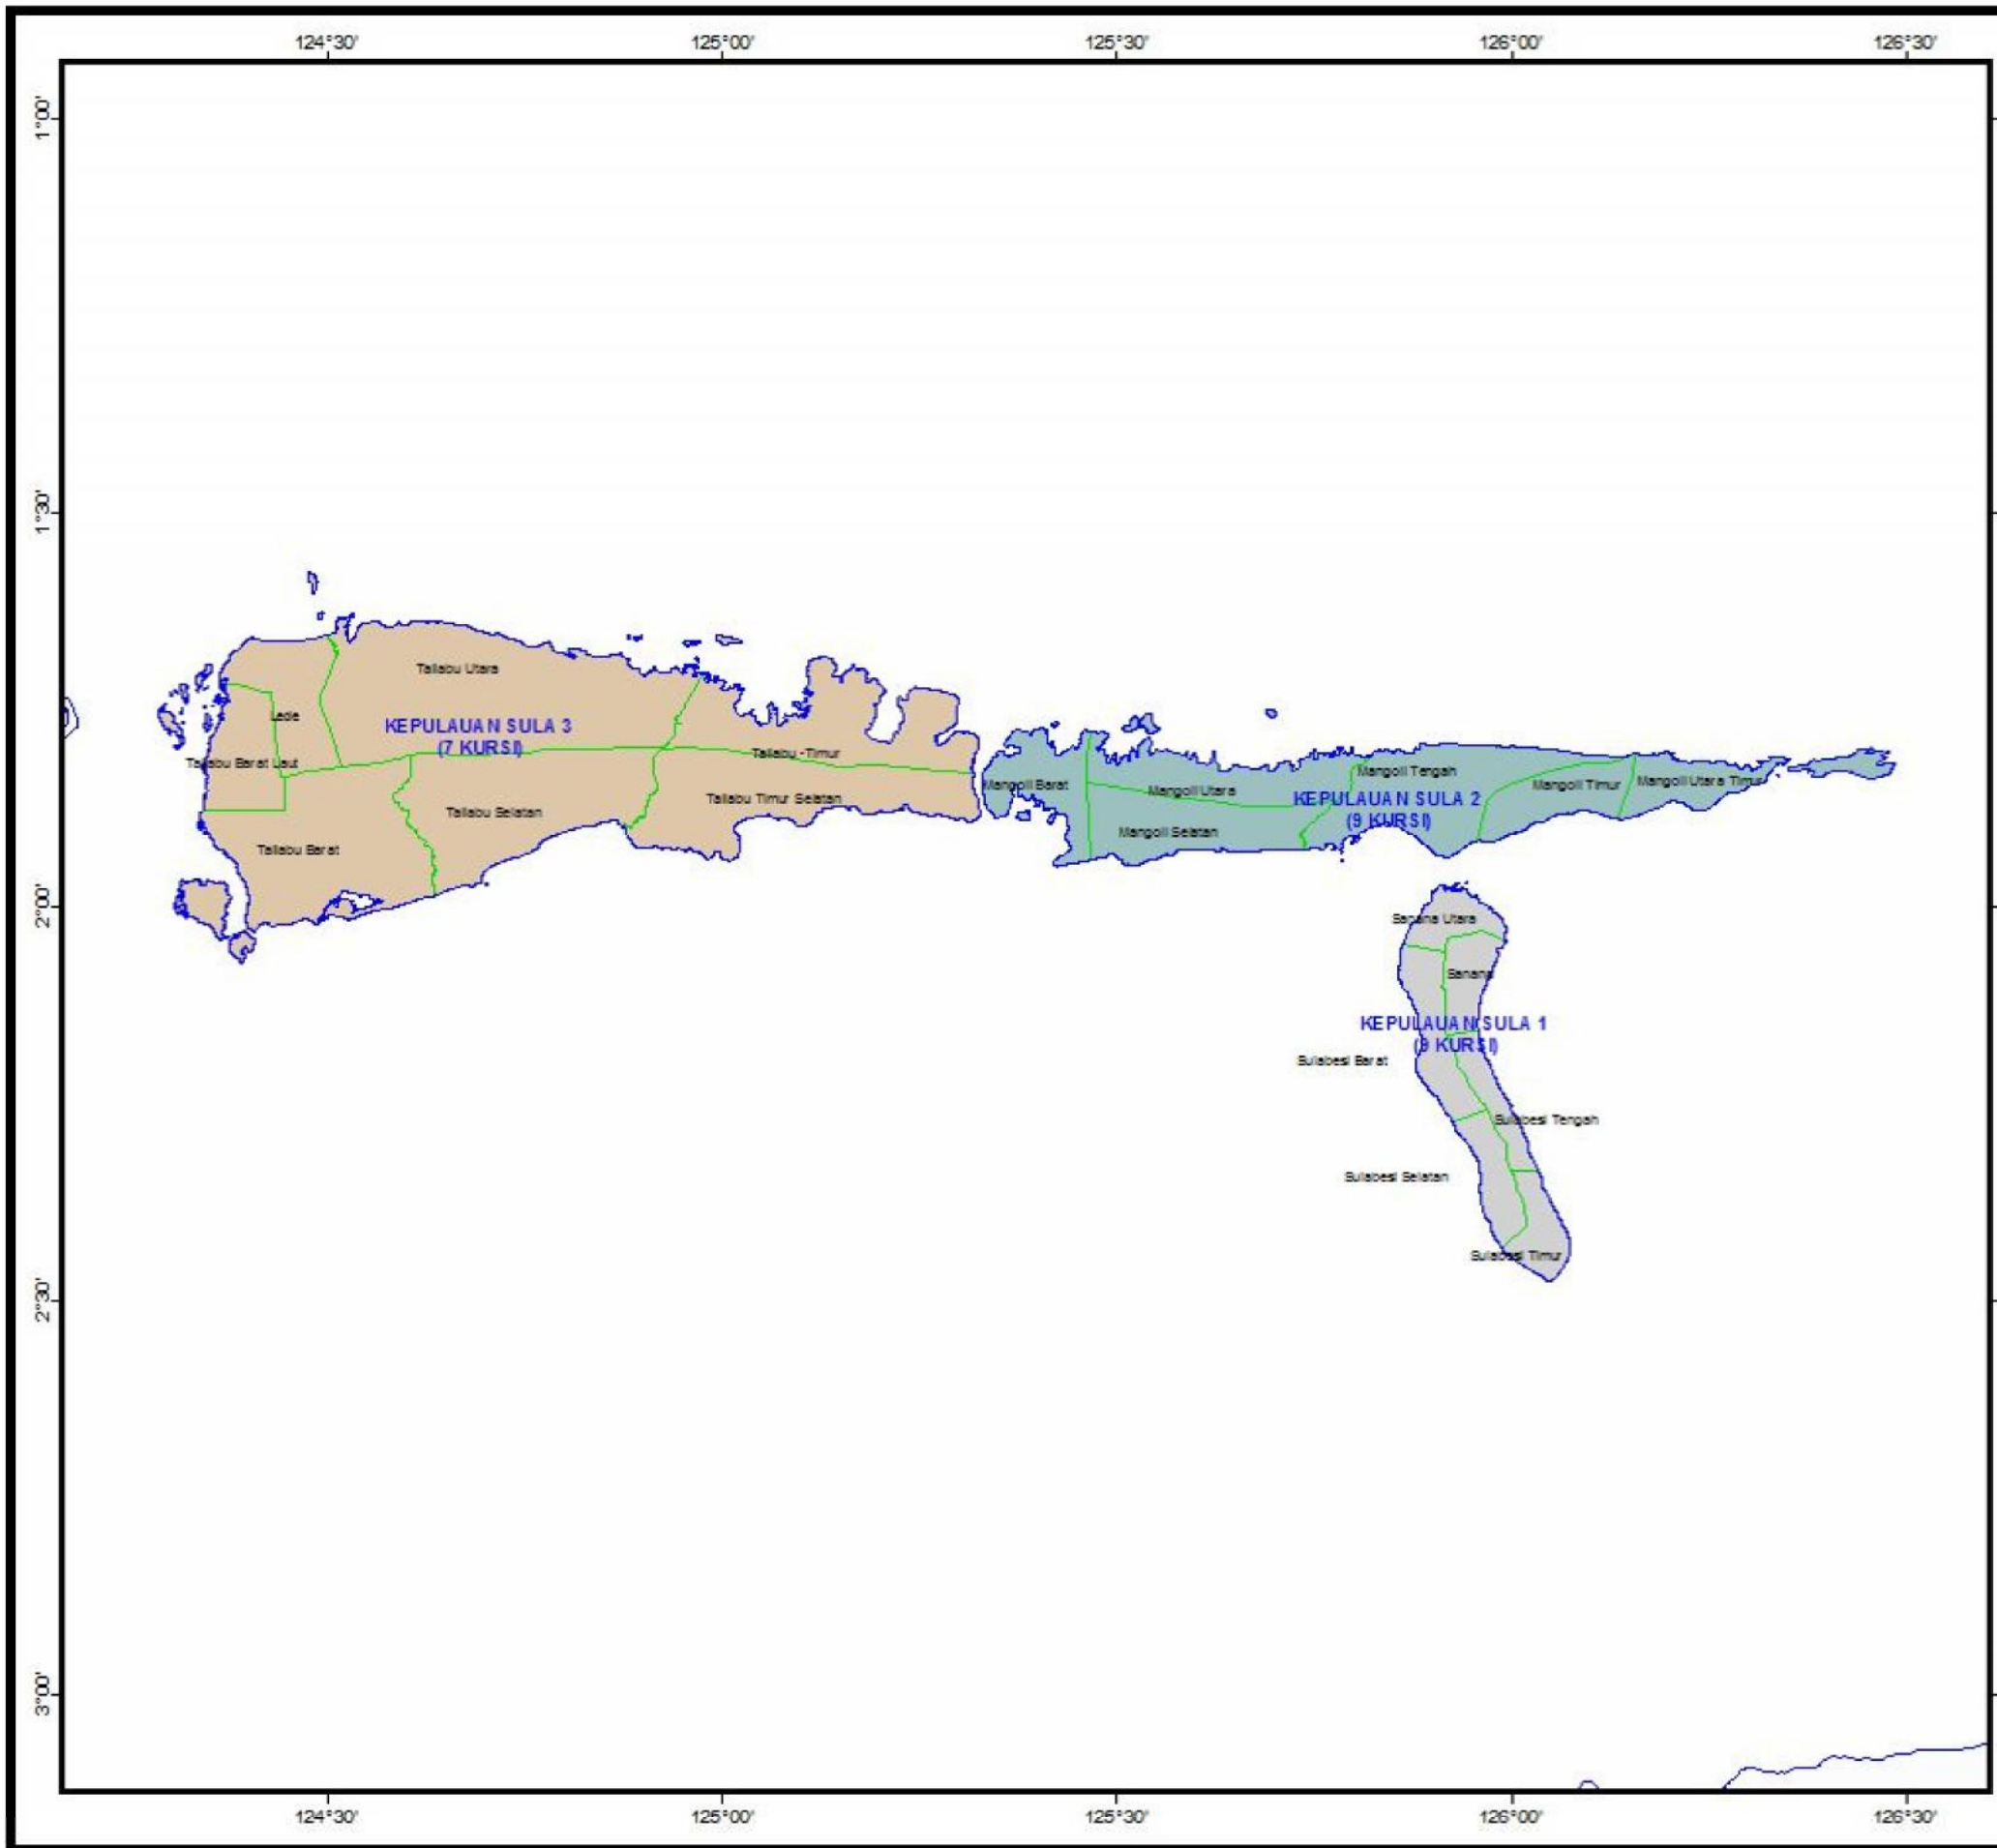 124°30' 125°00' 125°30' 126°00' 126°30'
1°00'
1°30'
2°00'
2°30'
3°00'
Taliabu Utara
Lede
KEPULAUAN SULA 3
(7 KURSI)
Taliabu -Timur
Taliabu Barat Laut
Taliabu Timur Selatan
Taliabu Selatan
Taliabu Barat
Mangoli Barat
Mangoli Utara
Mangoli Tengah
Mangoli Timur
Mangoli Utara Timur
KEPULAUAN SULA 2
(9 KURSI)
Mangoli Selatan
Sanana Utara
Sanana
KEPULAUAN SULA 1
(9 KURSI)
Sulabesi Barat
Sulabesi Tengah
Sulabesi Selatan
Sulabesi Timur
124°30' 125°00' 125°30' 126°00' 126°30'